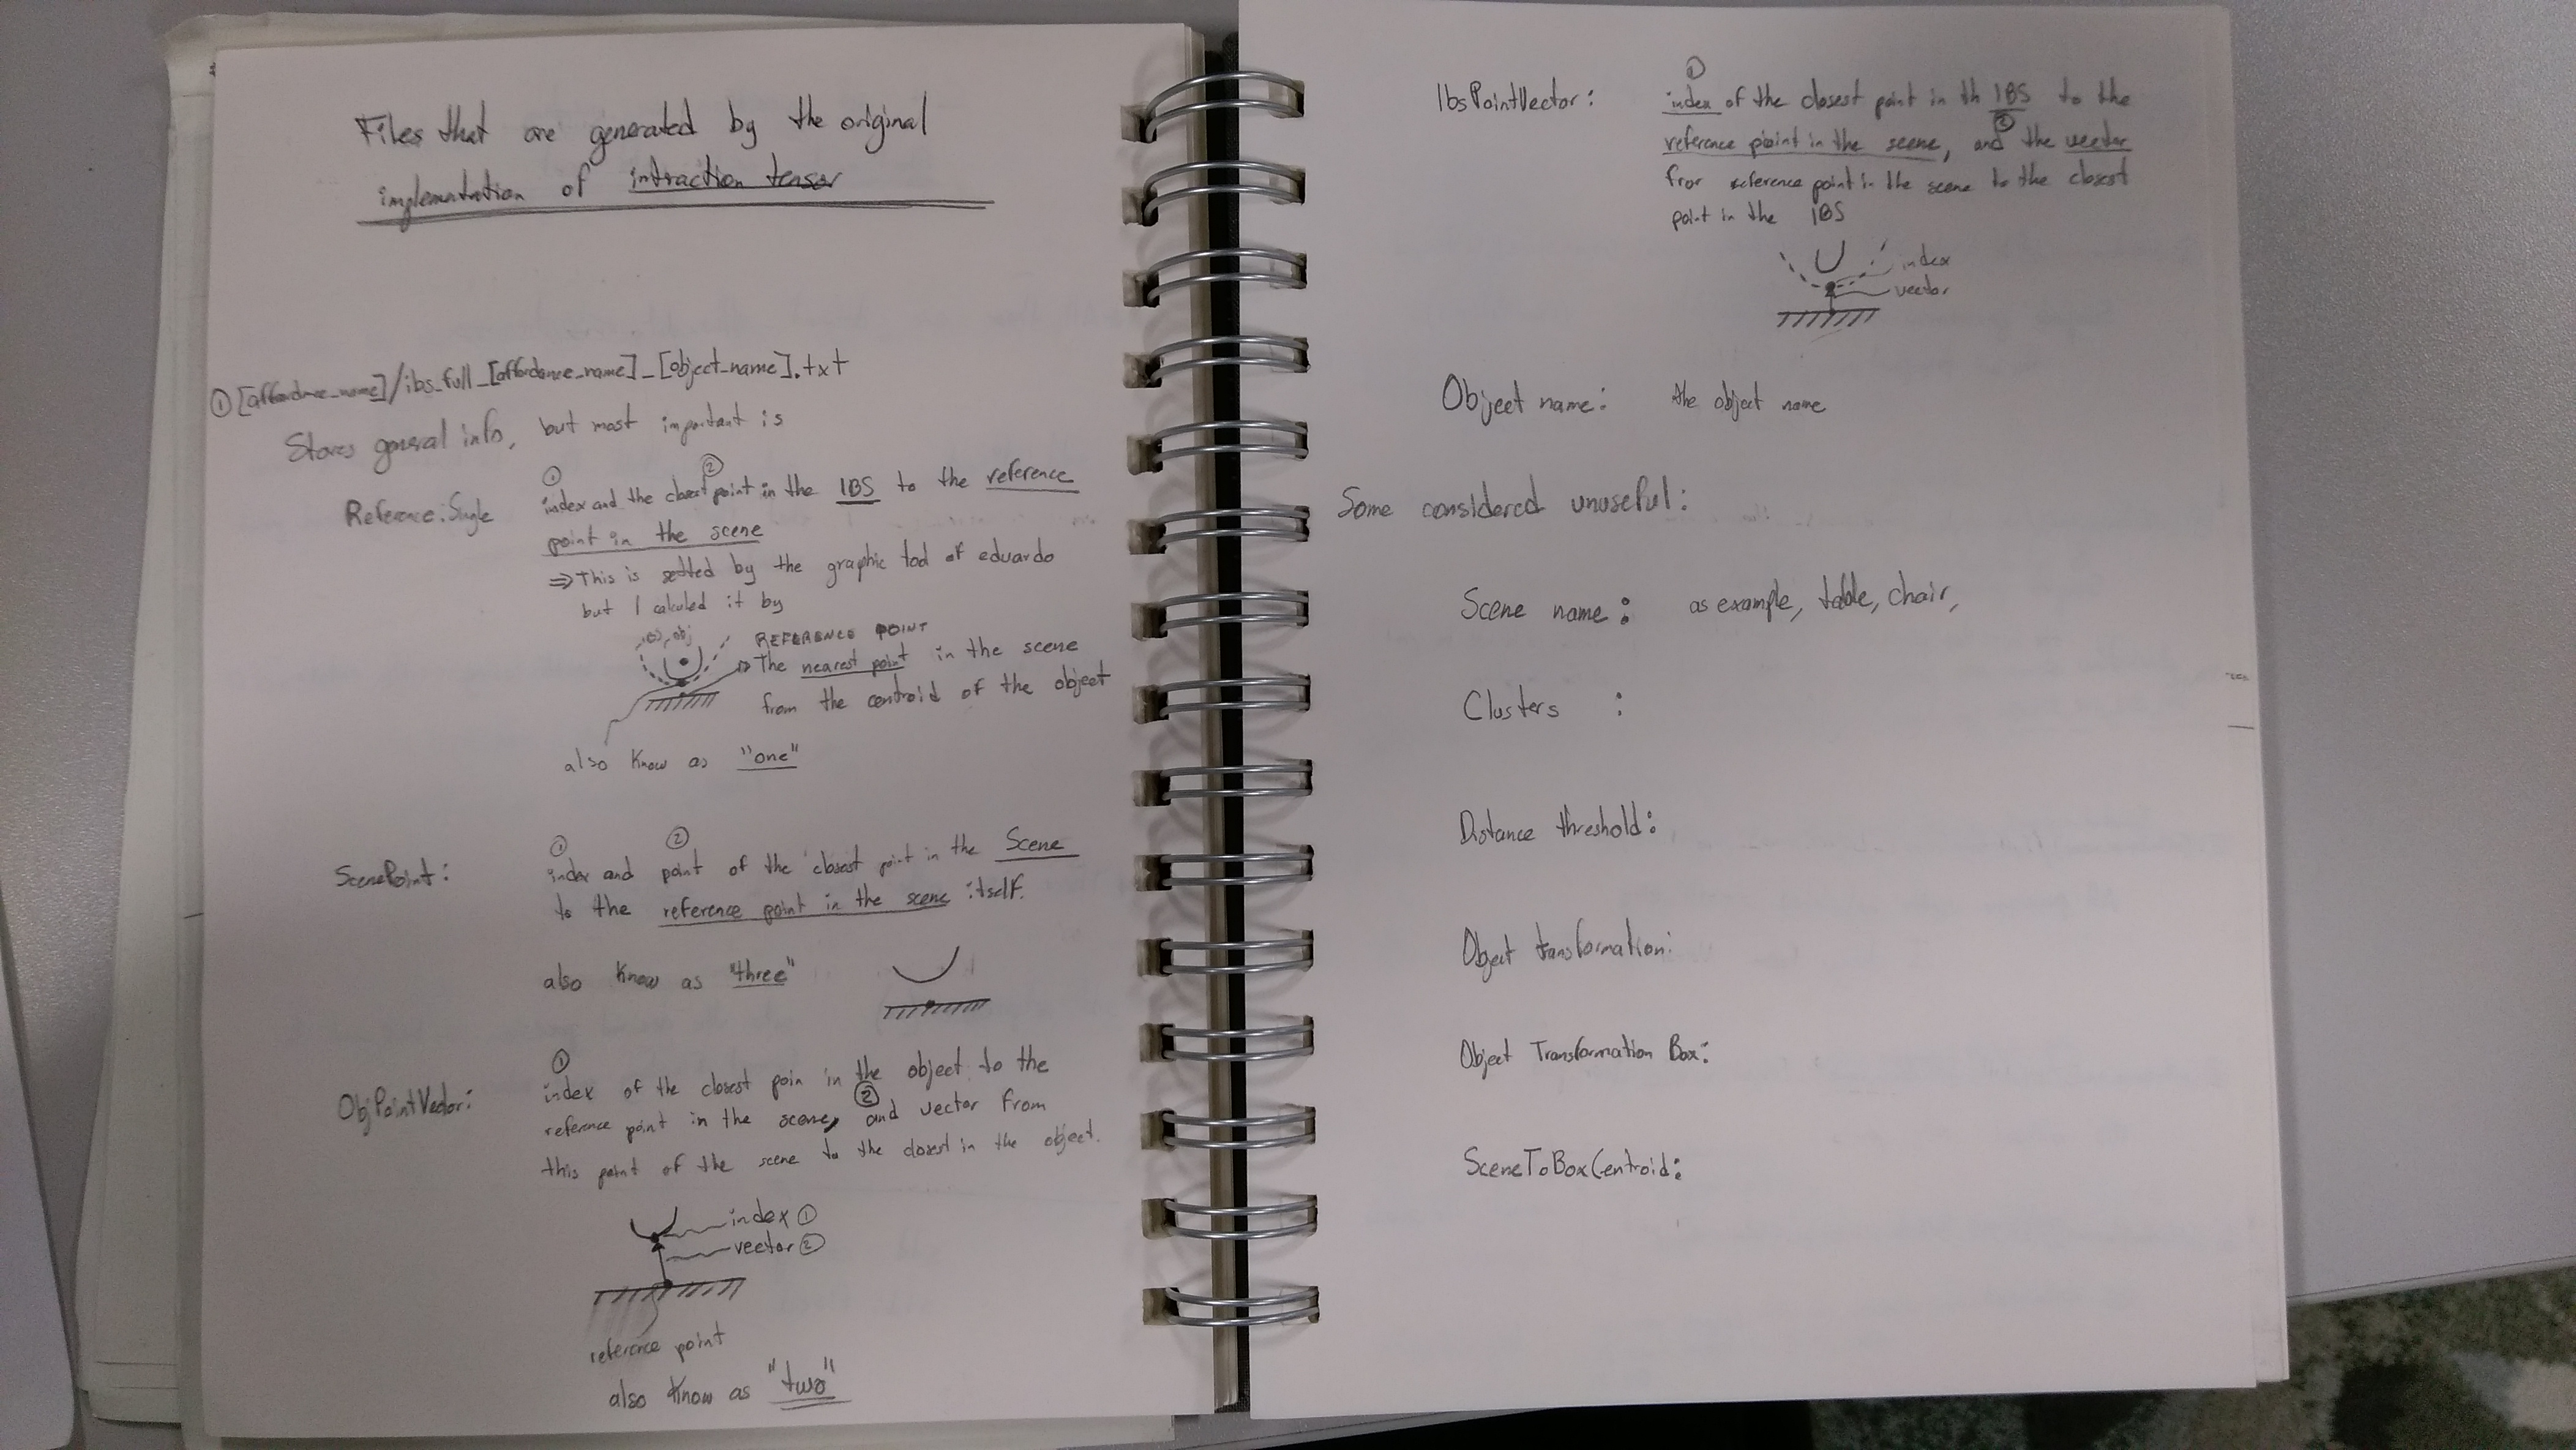 Files that are generated by the original
implemntation of intraction tensor
① [affordance_name]/ibs_full_[affordance_name]_[object_name].txt
Stores general info, but most important is
Reference:Single
① ②
index and the closest point in the IBS to the reference
point in the scene
⇒ This is setted by the graphic tool of eduardo
but I calculed it by
IBS, obj
REFERENCE POINT
The nearest point in the scene
from the centroid of the object
also know as "one"
ScenePoint:
① ②
index and point of the closest point in the Scene
to the reference point in the scene itself.
also know as "three"
ObjPointVector:
①
index of the closest poin in the object to the
reference point in the scene, ② and vector from
this point of the scene to the closest in the object.
index ①
vector ②
reference point
also know as "two"
IbsPointVector:
①
index of the closest point in th IBS to the
reference point in the scene, ② and the vector
fror reference point in the scene to the closest
point in the IBS
index
vector
Object name: the object name
Some considered unuseful:
Scene name: as example, table, chair,
Clusters :
Distance threshold:
Object transformation:
Object Transformation Box:
SceneToBoxCentroid: